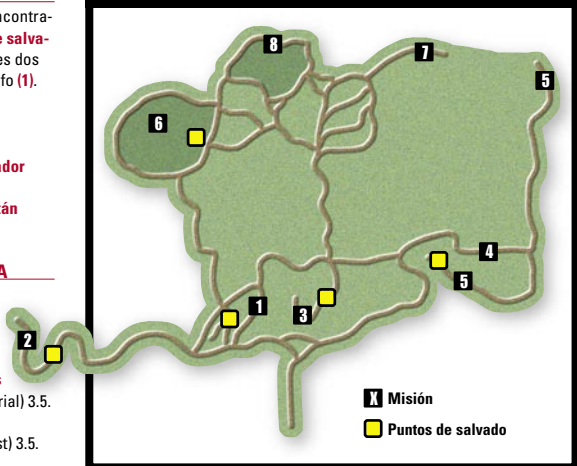 ncontra-
e salva-
es dos
fo (1).
ador
tán
A
s
rial) 3.5.
st) 3.5.
8
7
5
6
4
5
1
3
2
X Misión
Puntos de salvado